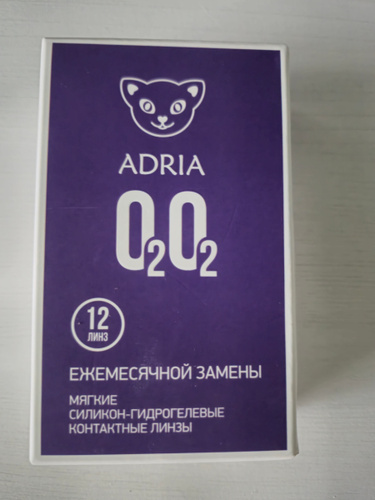 ADRIA
O2O2
12
ЛИНЗ
ЕЖЕМЕСЯЧНОЙ ЗАМЕНЫ
МЯГКИЕ
СИЛИКОН-ГИДРОГЕЛЕВЫЕ
КОНТАКТНЫЕ ЛИНЗЫ